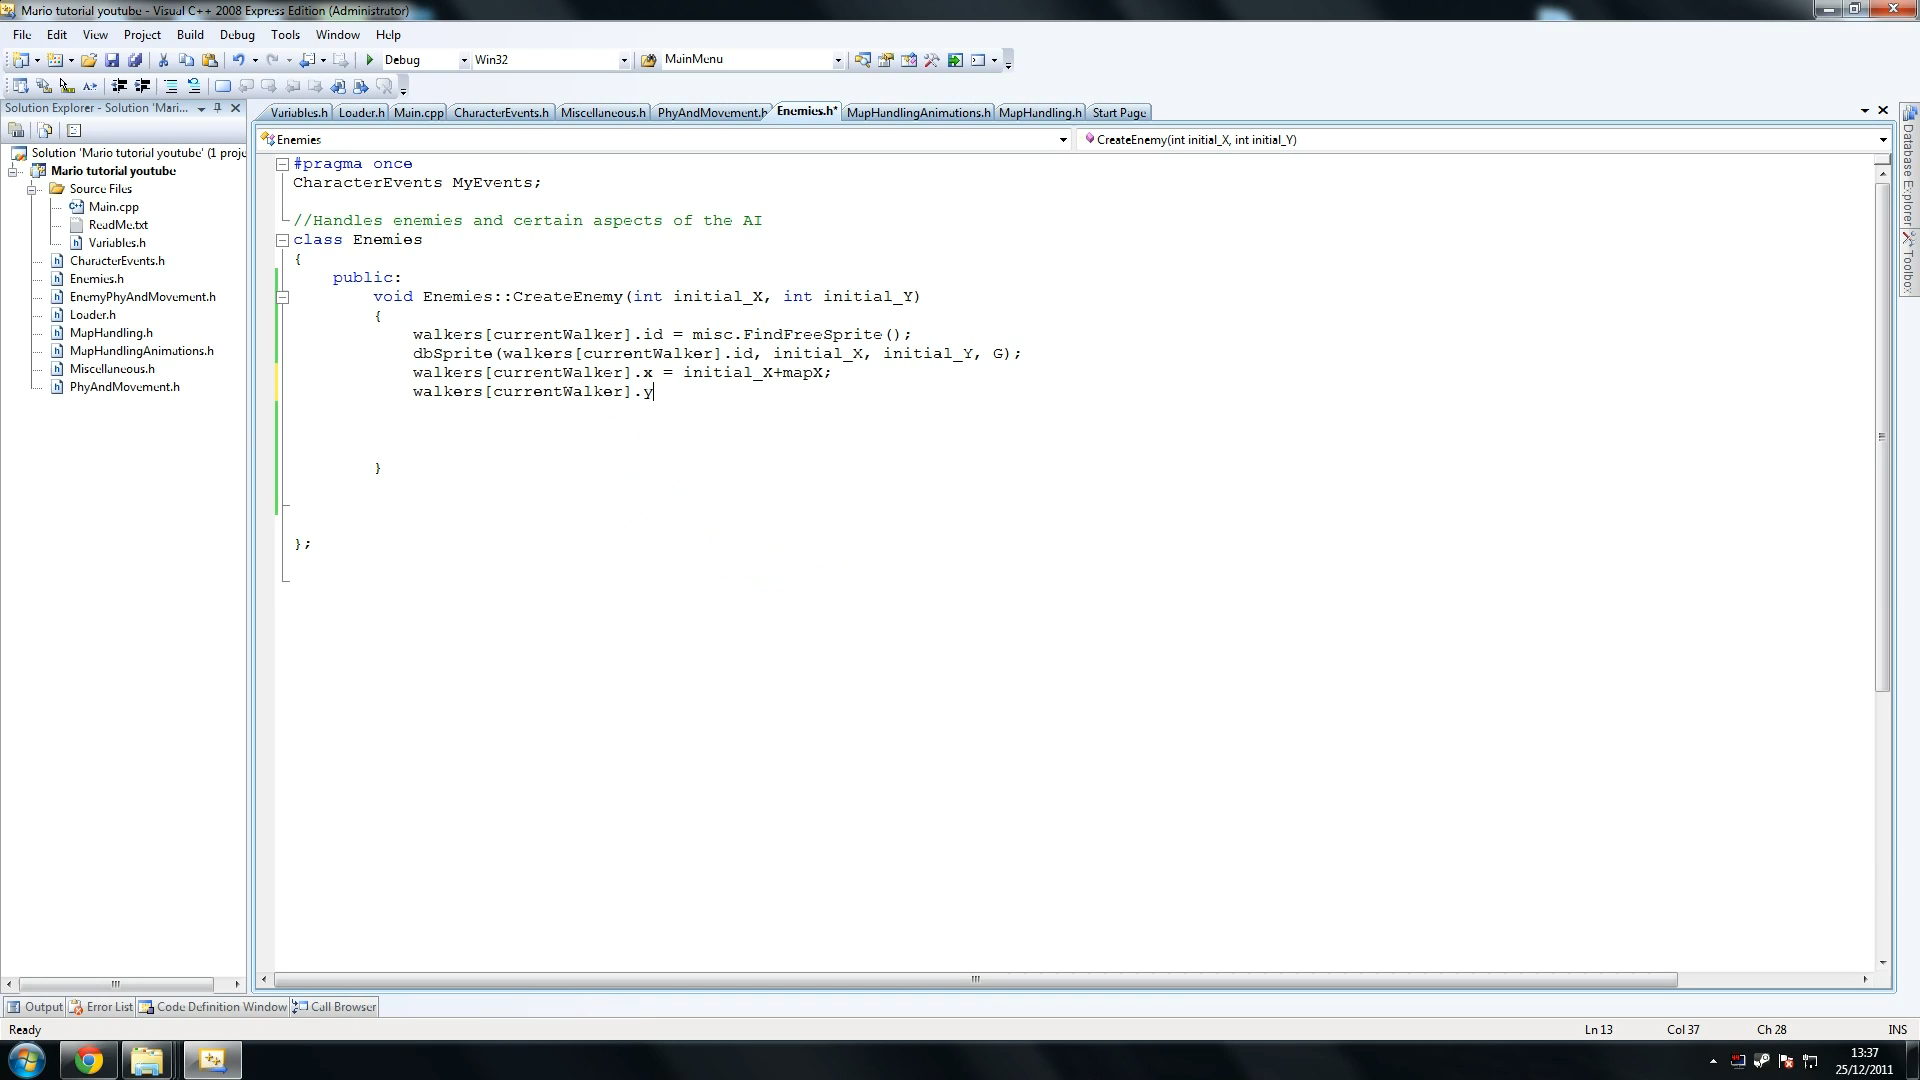 Mario tutorial youtube - Visual C++ 2008 Express Edition (Administrator)
File Edit View Project Build Debug Tools Window Help
Debug Win32 MainMenu
Solution Explorer - Solution 'Mari...
Variables.h Loader.h Main.cpp CharacterEvents.h Miscellaneous.h PhyAndMovement.h Enemies.h* MapHandlingAnimations.h MapHandling.h Start Page
Enemies CreateEnemy(int initial_X, int initial_Y)
Solution 'Mario tutorial youtube' (1 proje
Mario tutorial youtube
Source Files
Main.cpp
ReadMe.txt
Variables.h
CharacterEvents.h
Enemies.h
EnemyPhyAndMovement.h
Loader.h
MapHandling.h
MapHandlingAnimations.h
Miscellaneous.h
PhyAndMovement.h
#pragma once
CharacterEvents MyEvents;
//Handles enemies and certain aspects of the AI
class Enemies
{
public:
void Enemies::CreateEnemy(int initial_X, int initial_Y)
{
walkers[currentWalker].id = misc.FindFreeSprite();
dbSprite(walkers[currentWalker].id, initial_X, initial_Y, G);
walkers[currentWalker].x = initial_X+mapX;
walkers[currentWalker].y
}
};
Database Explorer
Toolbox
Output Error List Code Definition Window Call Browser
Ready Ln 13 Col 37 Ch 28 INS
13:37
25/12/2011